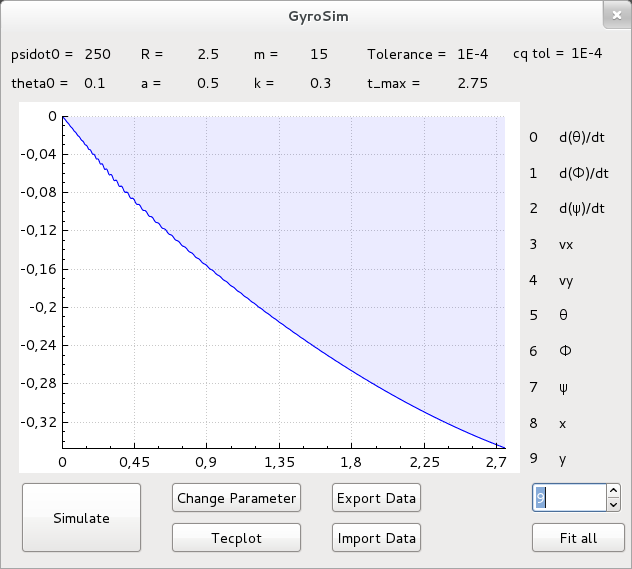 GyroSim
psidot0 = 250 R = 2.5 m = 15 Tolerance = 1E-4 cq tol = 1E-4
theta0 = 0.1 a = 0.5 k = 0.3 t_max = 2.75
0
-0,04
-0,08
-0,12
-0,16
-0,2
-0,24
-0,28
-0,32
0 0,45 0,9 1,35 1,8 2,25 2,7
0 d(θ)/dt
1 d(Φ)/dt
2 d(ψ)/dt
3 vx
4 vy
5 θ
6 Φ
7 ψ
8 x
9 y
Simulate
Change Parameter
Export Data
9
Tecplot
Import Data
Fit all